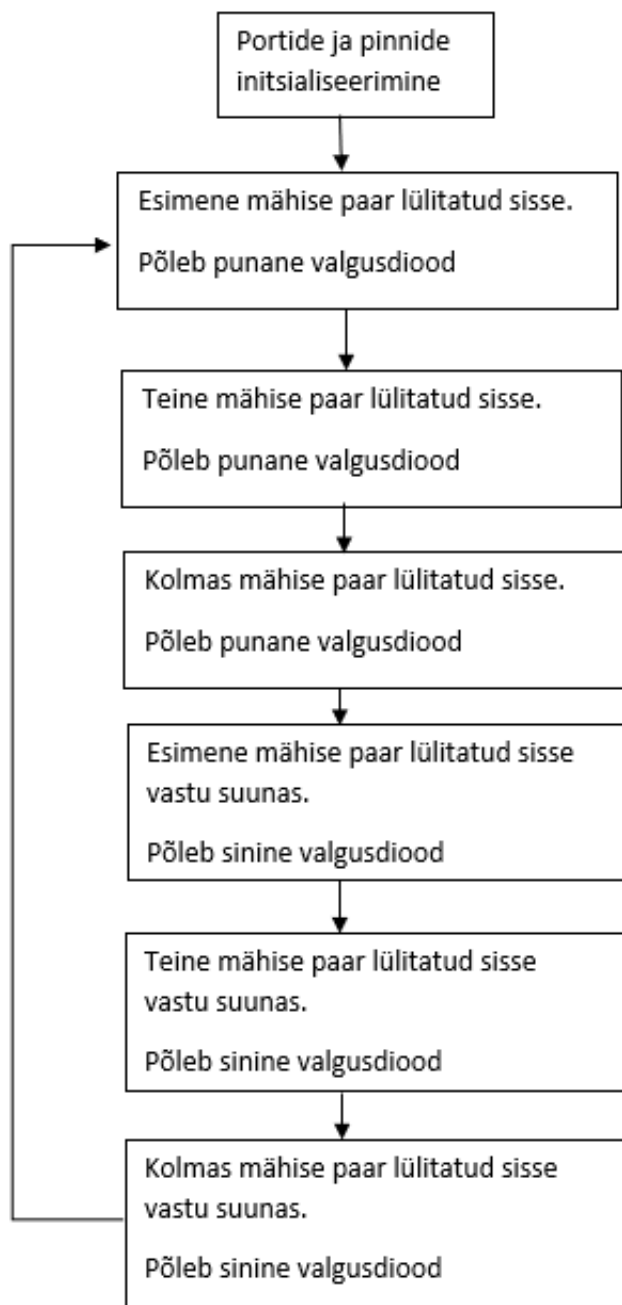 Portide ja pinnide
initsialiseerimine
Esimene mähise paar lülitatud sisse.
Põleb punane valgusdiood
Teine mähise paar lülitatud sisse.
Põleb punane valgusdiood
Kolmas mähise paar lülitatud sisse.
Põleb punane valgusdiood
Esimene mähise paar lülitatud sisse
vastu suunas.
Põleb sinine valgusdiood
Teine mähise paar lülitatud sisse
vastu suunas.
Põleb sinine valgusdiood
Kolmas mähise paar lülitatud sisse
vastu suunas.
Põleb sinine valgusdiood